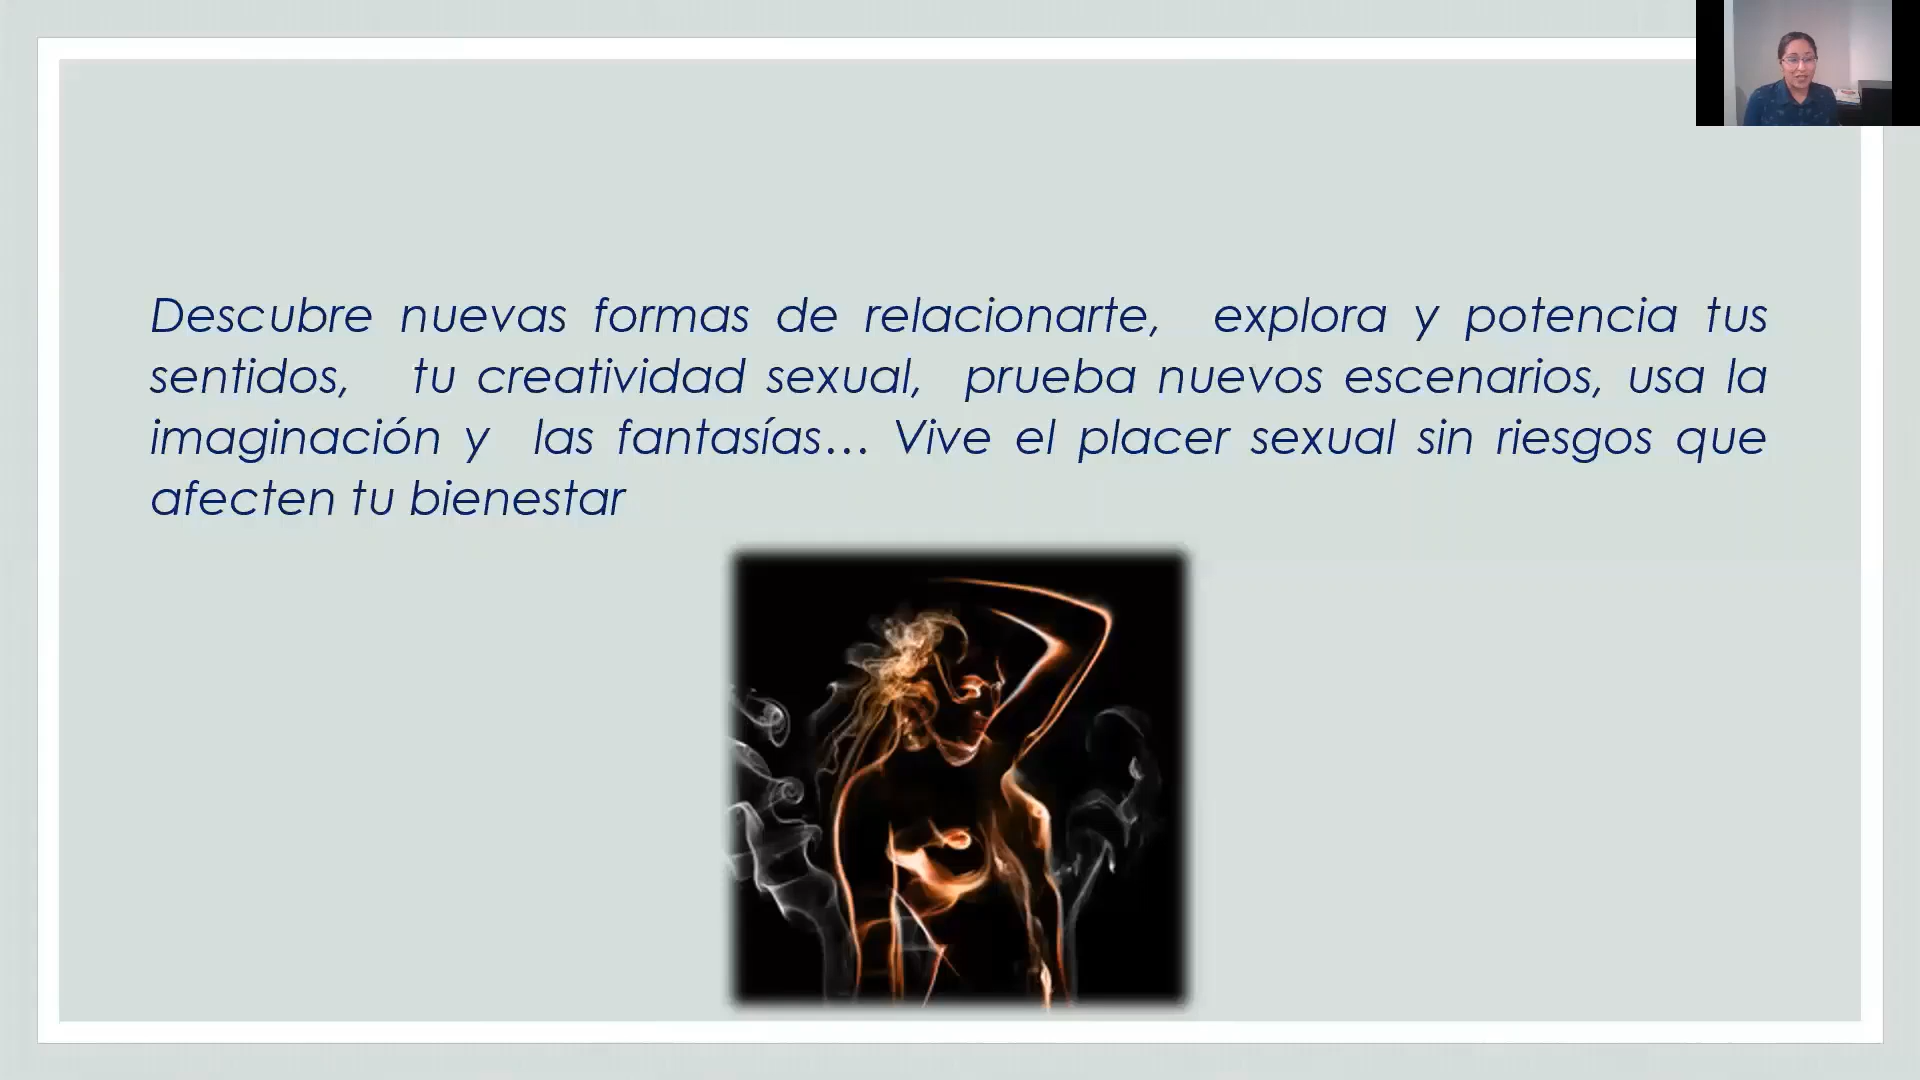 Descubre nuevas formas de relacionarte, explora y potencia tus
sentidos, tu creatividad sexual, prueba nuevos escenarios, usa la
imaginación y las fantasías... Vive el placer sexual sin riesgos que
afecten tu bienestar